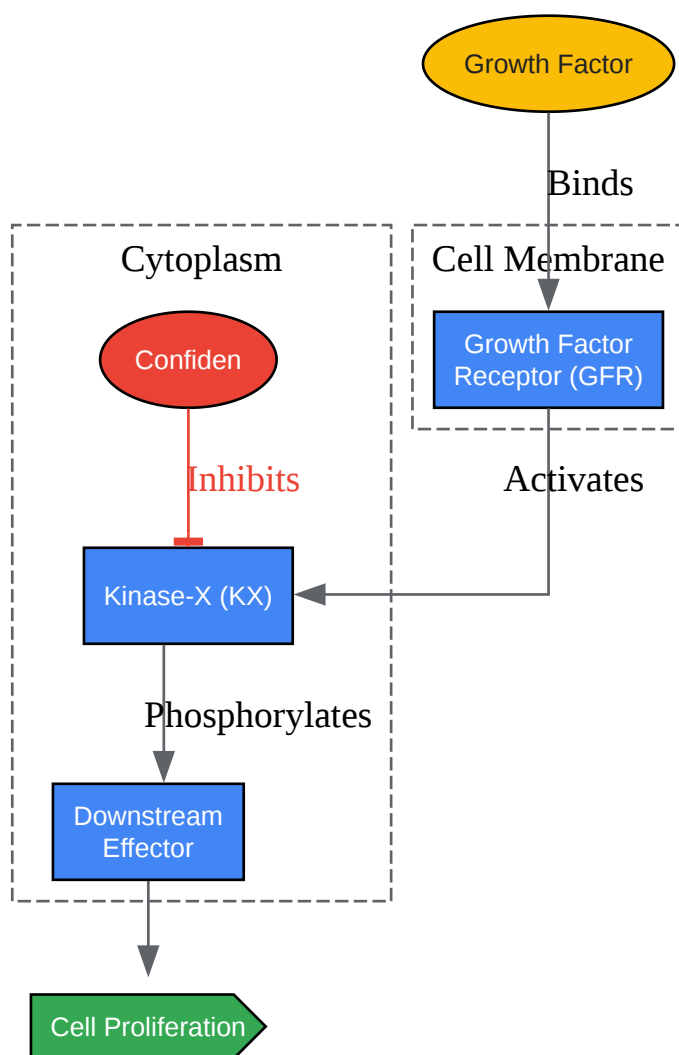 Growth Factor
Binds
Cytoplasm
Cell Membrane
Confiden
Growth Factor
Receptor (GFR)
Inhibits
Activates
Kinase-X (KX)
Phosphorylates
Downstream
Effector
Cell Proliferation